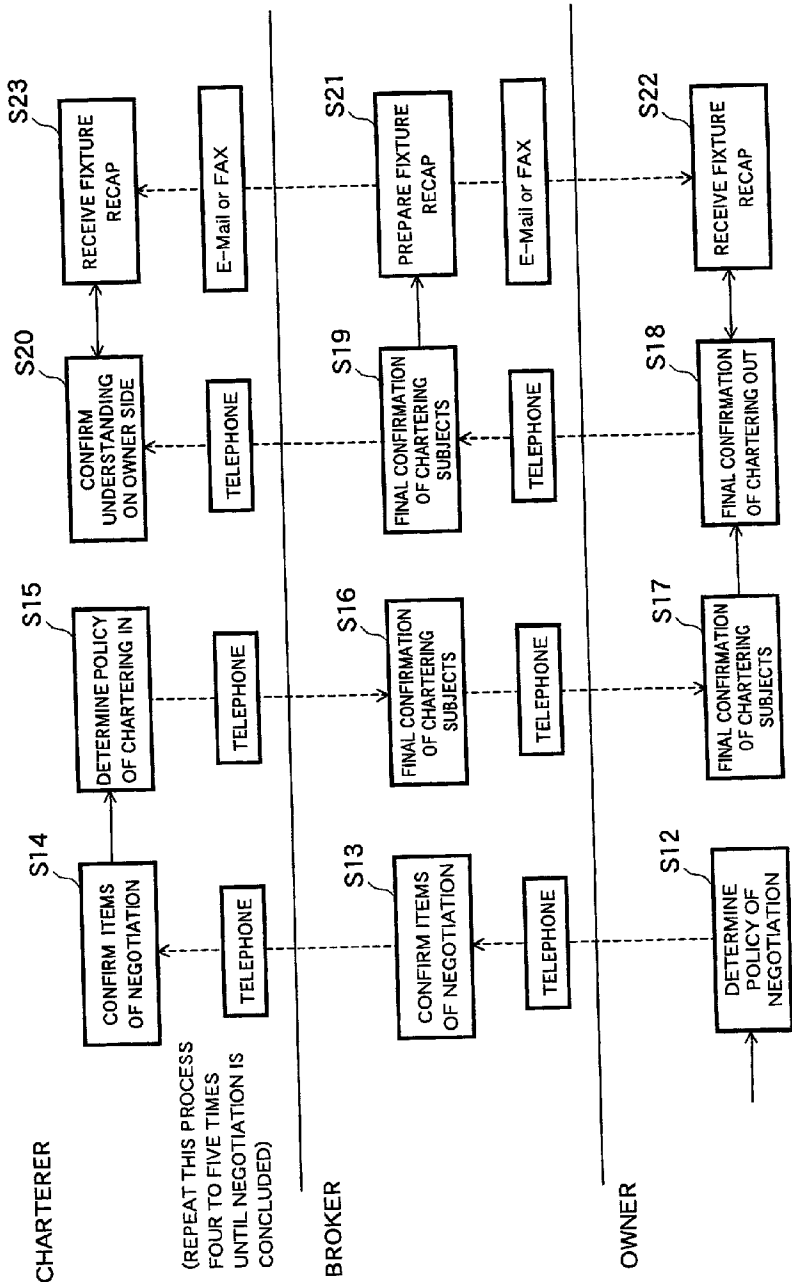 CHARTERER
S14
CONFIRM ITEMS
OF NEGOTIATION
S15
DETERMINE POLICY
OF CHARTERING IN
S20
CONFIRM
UNDERSTANDING
ON OWNER SIDE
S23
RECEIVE FIXTURE
RECAP
(REPEAT THIS PROCESS
FOUR TO FIVE TIMES
UNTIL NEGOTIATION IS
CONCLUDED)
TELEPHONE
TELEPHONE
TELEPHONE
E-Mail or FAX
BROKER
S13
CONFIRM ITEMS
OF NEGOTIATION
S16
FINAL CONFIRMATION
OF CHARTERING
SUBJECTS
S19
FINAL CONFIRMATION
OF CHARTERING
SUBJECTS
S21
PREPARE FIXTURE
RECAP
TELEPHONE
TELEPHONE
TELEPHONE
E-Mail or FAX
OWNER
S12
DETERMINE
POLICY OF
NEGOTIATION
S17
FINAL CONFIRMATION
OF CHARTERING
SUBJECTS
S18
FINAL CONFIRMATION
OF CHARTERING OUT
S22
RECEIVE FIXTURE
RECAP